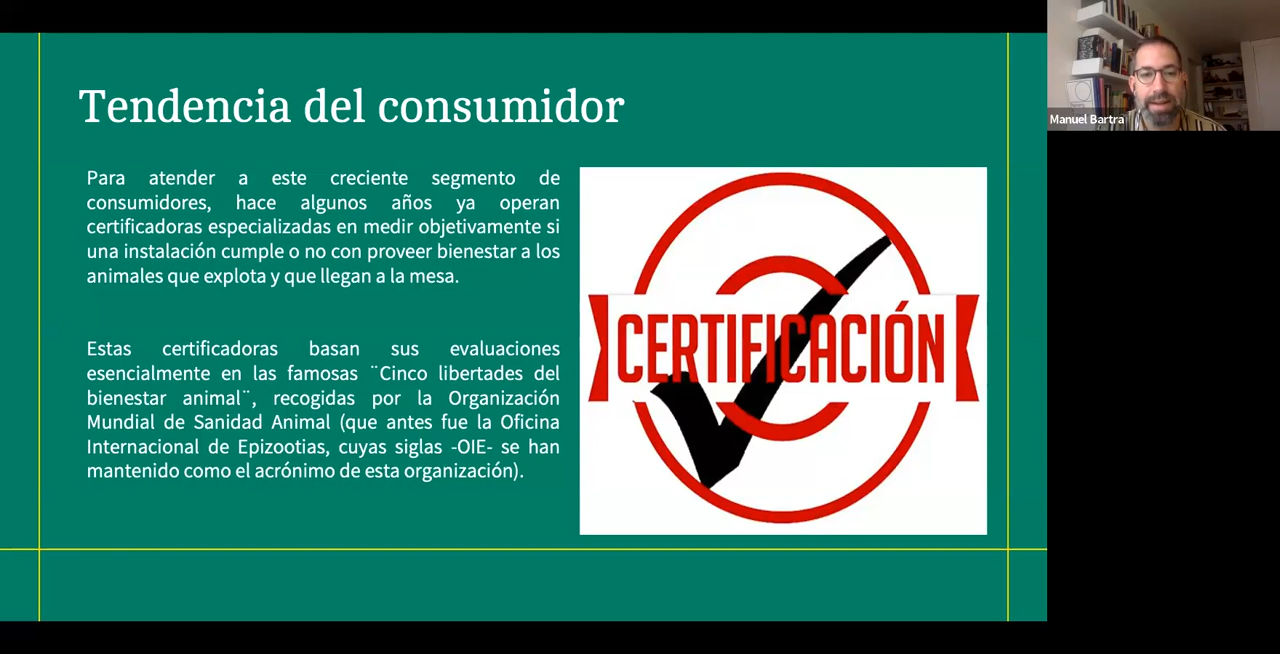 Tendencia del consumidor
Para atender a este creciente segmento de
consumidores, hace algunos años ya operan
certificadoras especializadas en medir objetivamente si
una instalación cumple o no con proveer bienestar a los
animales que explota y que llegan a la mesa.
Estas certificadoras basan sus evaluaciones
esencialmente en las famosas ¨Cinco libertades del
bienestar animal¨, recogidas por la Organización
Mundial de Sanidad Animal (que antes fue la Oficina
Internacional de Epizootias, cuyas siglas -OIE- se han
mantenido como el acrónimo de esta organización).
CERTIFICACIÓN
Manuel Bartra